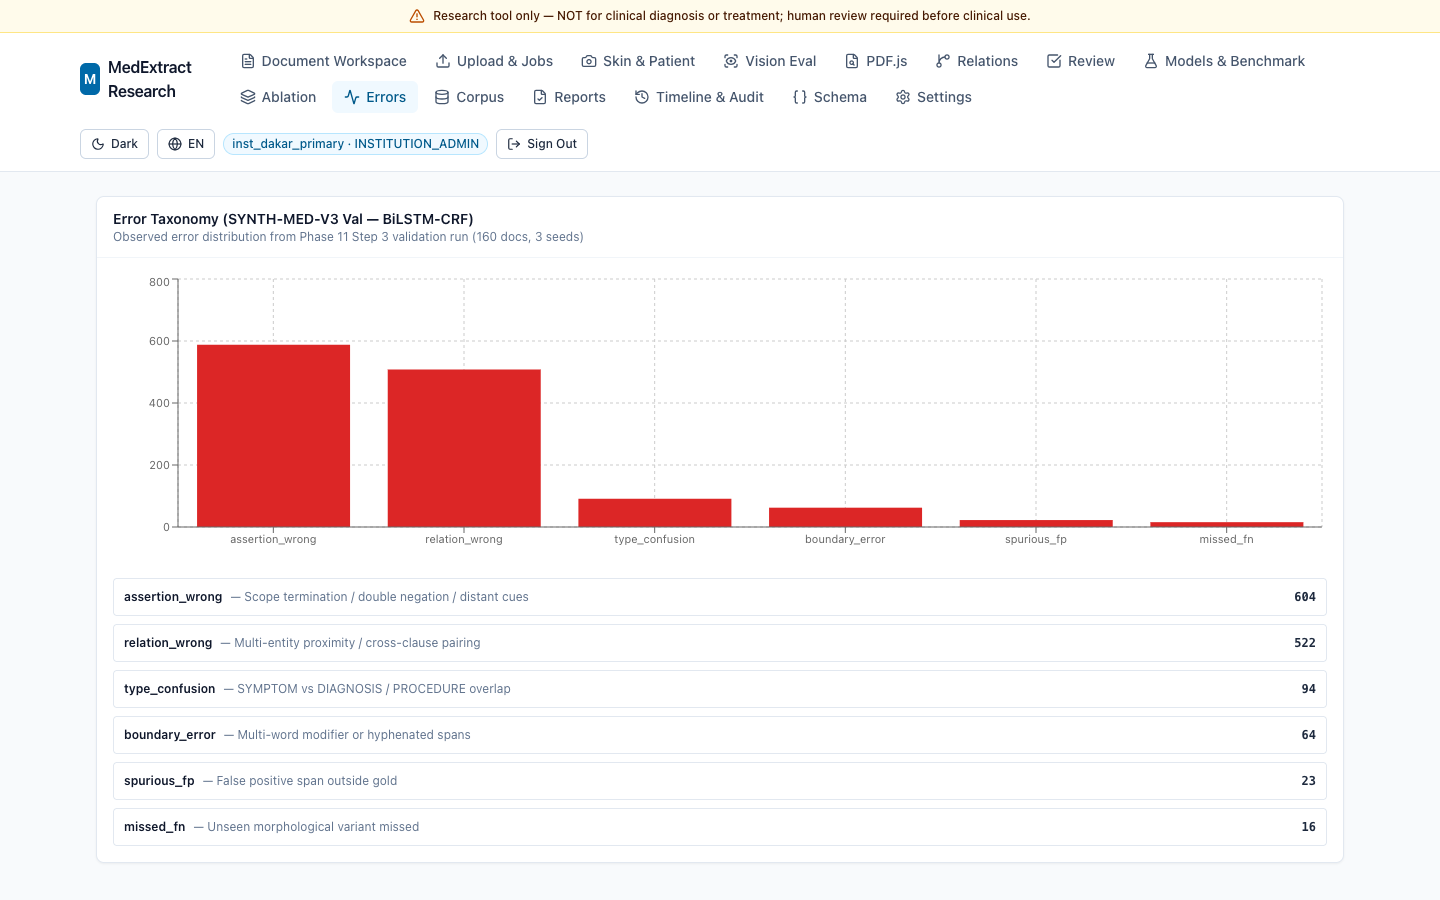 Research tool only — NOT for clinical diagnosis or treatment; human review required before clinical use.
M
MedExtract
Research
Document Workspace
Upload & Jobs
Skin & Patient
Vision Eval
PDF.js
Relations
Review
Models & Benchmark
Ablation
Errors
Corpus
Reports
Timeline & Audit
Schema
Settings
Dark
EN
inst_dakar_primary · INSTITUTION_ADMIN
Sign Out
Error Taxonomy (SYNTH-MED-V3 Val — BiLSTM-CRF)
Observed error distribution from Phase 11 Step 3 validation run (160 docs, 3 seeds)
800
600
400
200
0
assertion_wrong
relation_wrong
type_confusion
boundary_error
spurious_fp
missed_fn
assertion_wrong — Scope termination / double negation / distant cues 604
relation_wrong — Multi-entity proximity / cross-clause pairing 522
type_confusion — SYMPTOM vs DIAGNOSIS / PROCEDURE overlap 94
boundary_error — Multi-word modifier or hyphenated spans 64
spurious_fp — False positive span outside gold 23
missed_fn — Unseen morphological variant missed 16